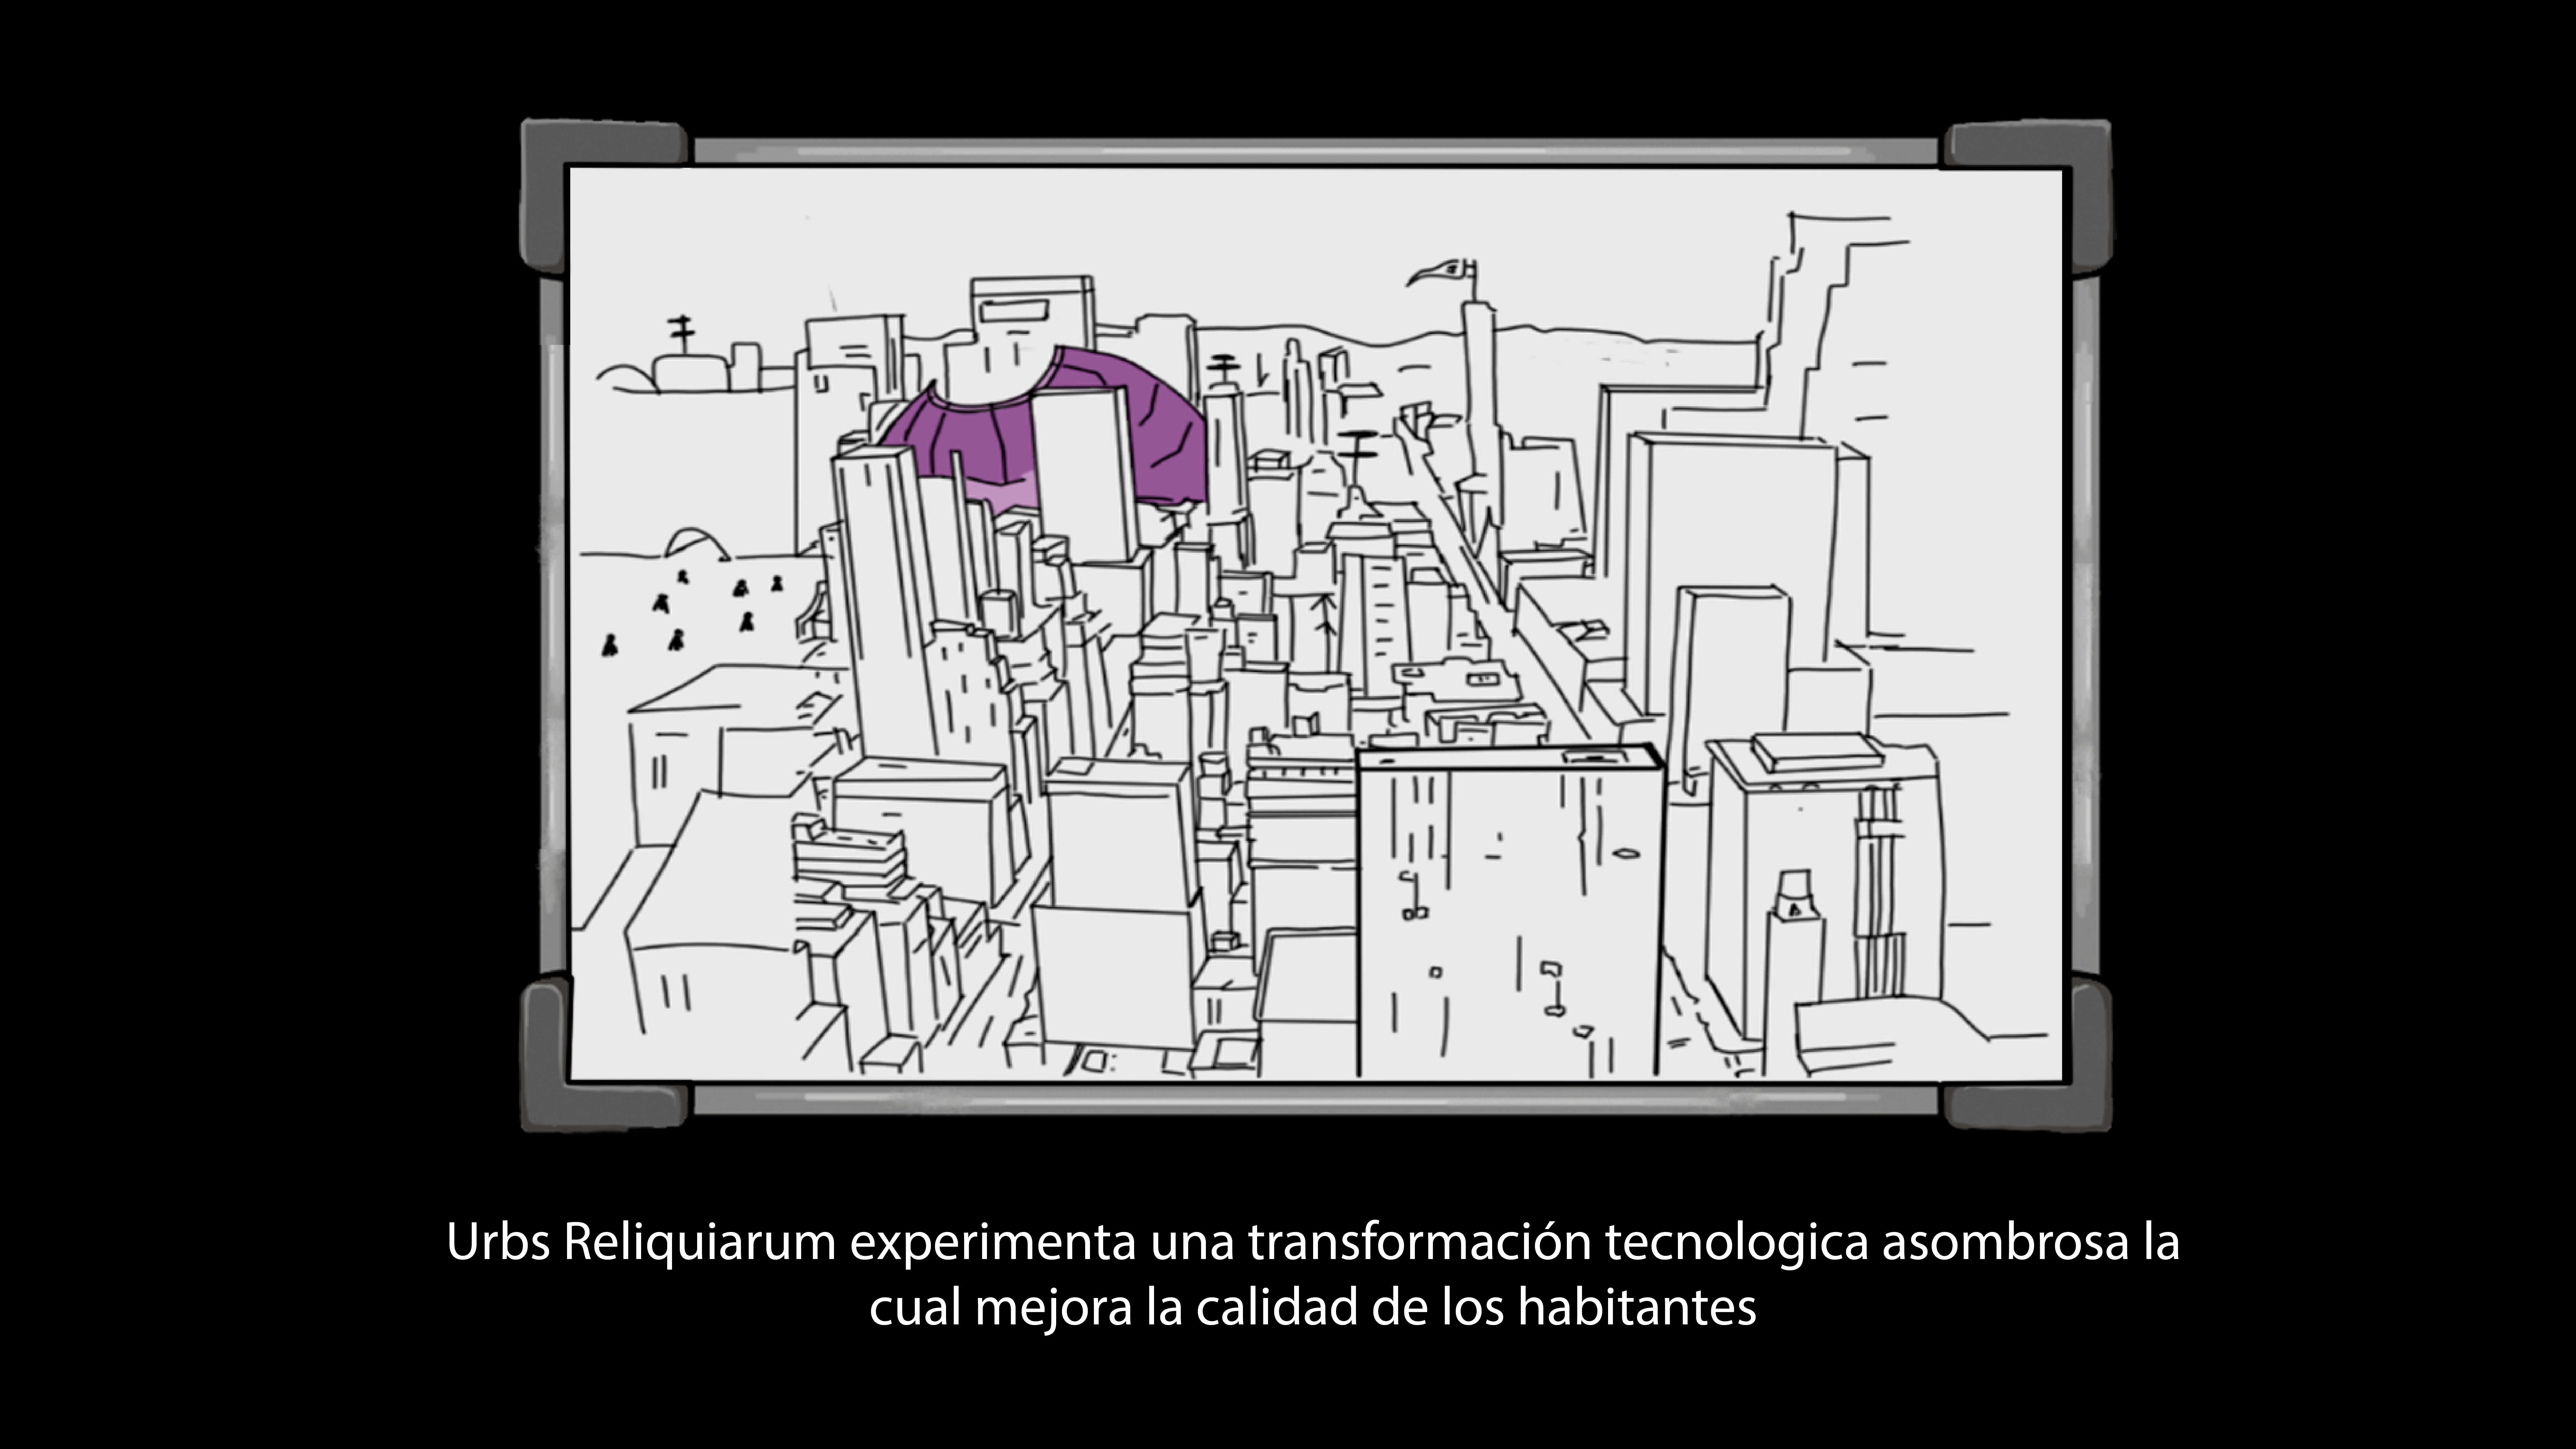 Urbs Reliquiarum experimenta una transformación tecnologica asombrosa la
cual mejora la calidad de los habitantes